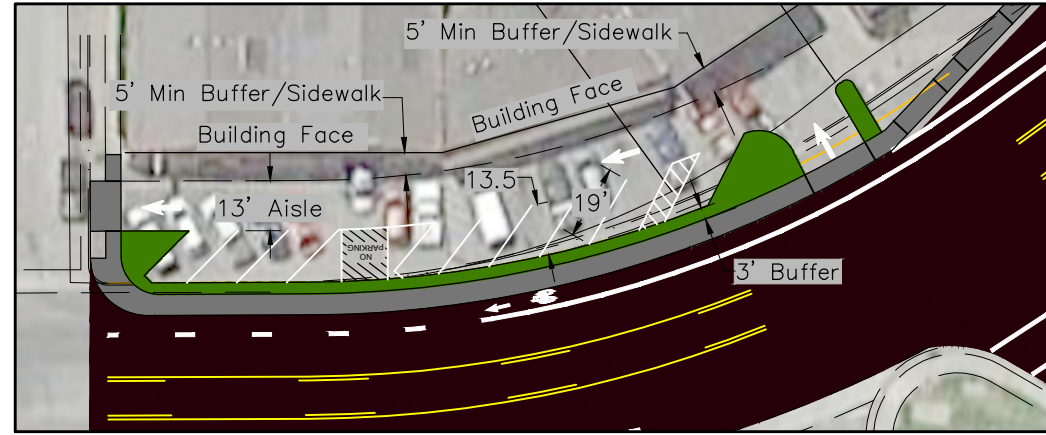 5' Min Buffer/Sidewalk
5' Min Buffer/Sidewalk
Building Face
Building Face
13.5
19'
13' Aisle
NO
PARKING
3' Buffer